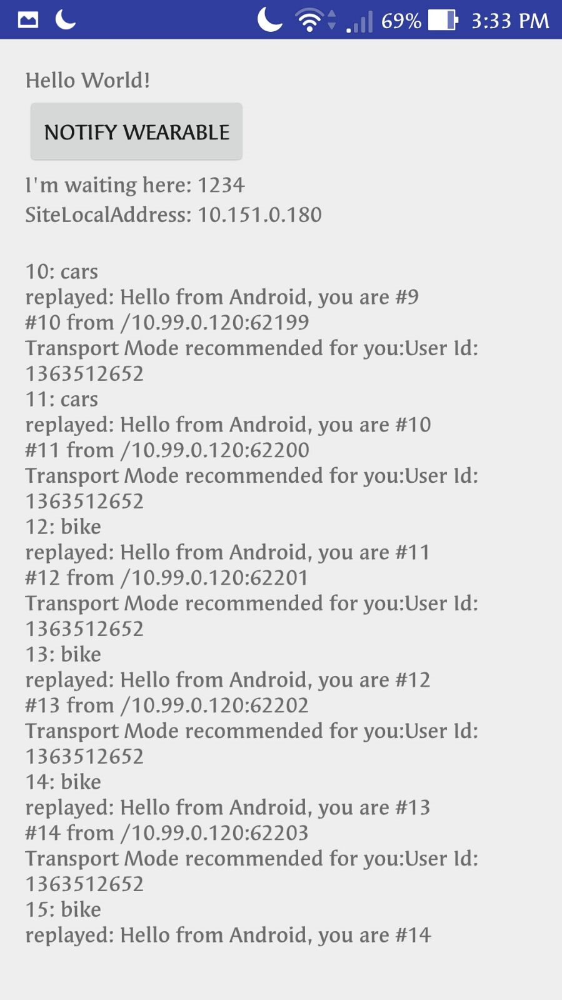 69% 3:33 PM
Hello World!
NOTIFY WEARABLE
I'm waiting here: 1234
SiteLocalAddress: 10.151.0.180
10: cars
replayed: Hello from Android, you are #9
#10 from /10.99.0.120:62199
Transport Mode recommended for you:User Id:
1363512652
11: cars
replayed: Hello from Android, you are #10
#11 from /10.99.0.120:62200
Transport Mode recommended for you:User Id:
1363512652
12: bike
replayed: Hello from Android, you are #11
#12 from /10.99.0.120:62201
Transport Mode recommended for you:User Id:
1363512652
13: bike
replayed: Hello from Android, you are #12
#13 from /10.99.0.120:62202
Transport Mode recommended for you:User Id:
1363512652
14: bike
replayed: Hello from Android, you are #13
#14 from /10.99.0.120:62203
Transport Mode recommended for you:User Id:
1363512652
15: bike
replayed: Hello from Android, you are #14